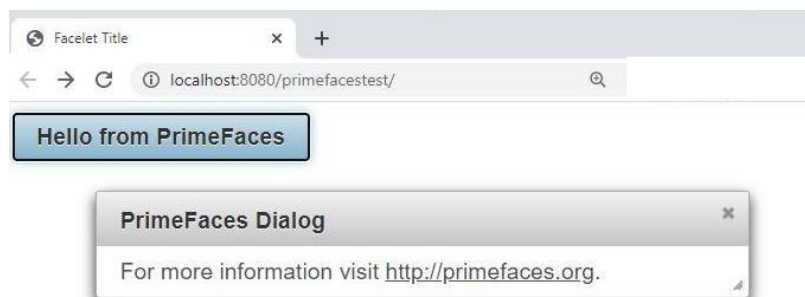 Facelet Title
localhost:8080/primefacestest/
Hello from PrimeFaces
PrimeFaces Dialog
For more information visit http://primefaces.org.